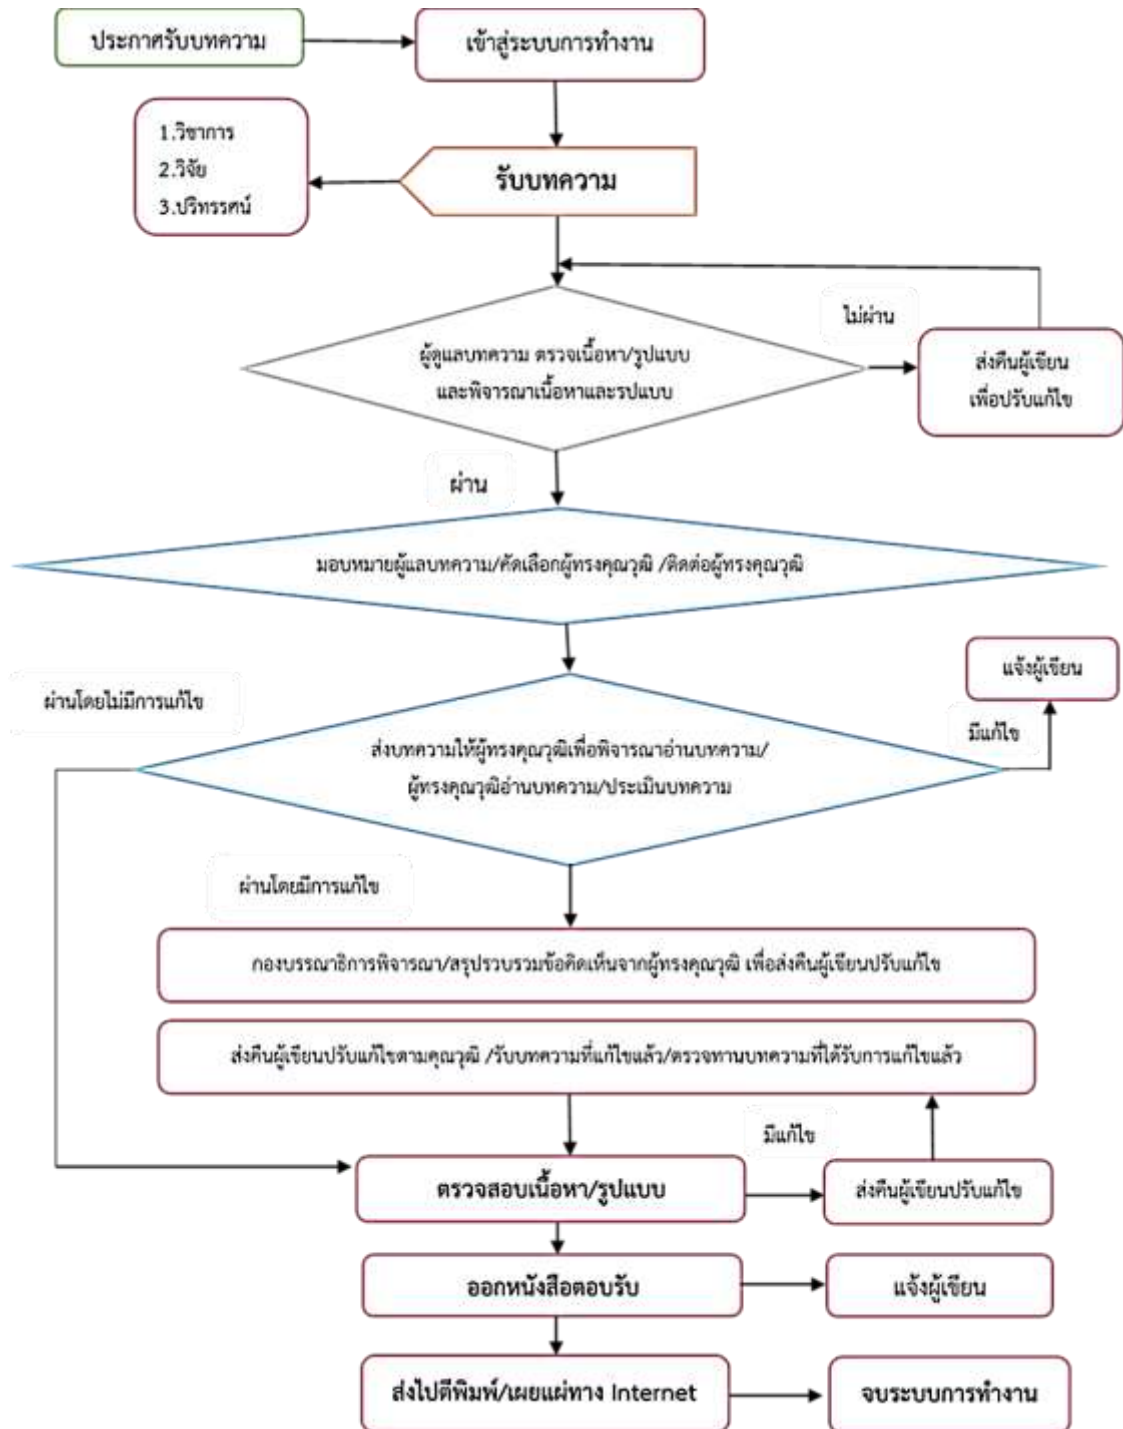 ประกาศรับบทความ
เข้าสู่ระบบการทำงาน
1.วิชาการ
2.วิจัย
3.ปริทรรศน์
รับบทความ
ไม่ผ่าน
ผู้ดูแลบทความ ตรวจเนื้อหา/รูปแบบ
และพิจารณาเนื้อหาและรปแบบ
ส่งคืนผู้เขียน
เพื่อปรับแก้ไข
ผ่าน
มอบหมายผู้แลบทความ/คัดเลือกผู้ทรงคุณวุฒิ /ติดต่อผู้ทรงคุณวุฒิ
แจ้งผู้เขียน
ผ่านโดยไม่มีการแก้ไข
มีแก้ไข
ส่งบทความให้ผู้ทรงคุณวุฒิเพื่อพิจารณาอ่านบทความ/
ผู้ทรงคุณวุฒิอ่านบทความ/ประเมินบทความ
ผ่านโดยมีการแก้ไข
กองบรรณาธิการพิจารณา/สรุปรวบรวมข้อคิดเห็นจากผู้ทรงคุณวุฒิ เพื่อส่งคืนผู้เขียนปรับแก้ไข
ส่งคืนผู้เขียนปรับแก้ไขตามคุณวุฒิ /รับบทความที่แก้ไขแล้ว/ตรวจทานบทความที่ได้รับการแก้ไขแล้ว
มีแก้ไข
ตรวจสอบเนื้อหา/รูปแบบ
ส่งคืนผู้เขียนปรับแก้ไข
ออกหนังสือตอบรับ
แจ้งผู้เขียน
ส่งไปตีพิมพ์/เผยแผ่ทาง Internet
จบระบบการทำงาน